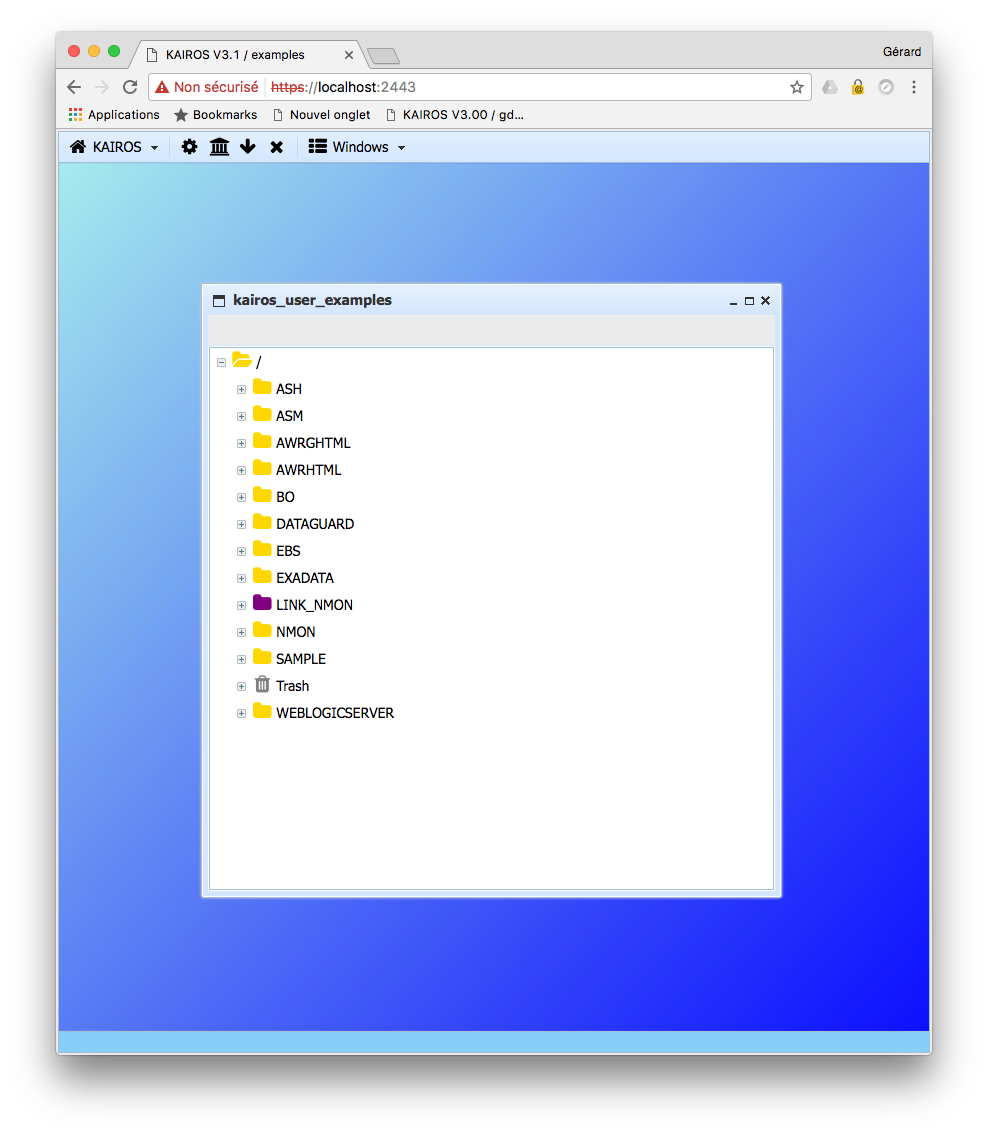 KAIROS V3.1 / examples
Gérard
Non sécurisé https://localhost:2443
Applications Bookmarks Nouvel onglet KAIROS V3.00 / gd...
KAIROS Windows
kairos_user_examples
/
ASH
ASM
AWRGHTML
AWRHTML
BO
DATAGUARD
EBS
EXADATA
LINK_NMON
NMON
SAMPLE
Trash
WEBLOGICSERVER